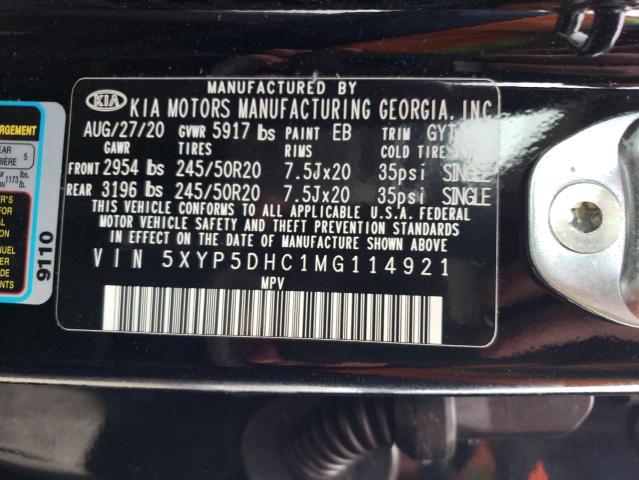 MANUFACTURED BY
KIA KIA MOTORS MANUFACTURING GEORGIA, INC
AUG/27/20 GVWR 5917 lbs PAINT EB TRIM
GAWR TIRES RIMS COLD TIRE
FRONT 2954 lbs 245/50R20 7.5Jx20 35psi SINGLE
REAR 3196 lbs 245/50R20 7.5Jx20 35psi SINGLE
THIS VEHICLE CONFORMS TO ALL APPLICABLE U.S.A. FEDERAL
MOTOR VEHICLE SAFETY AND THEFT PREVENTION STANDARDS
IN EFFECT ON THE DATE OF MANUFACTURE SHOWN ABOVE
VIN 5XYP5DHC1MG114921
MPV
5
1173
9110